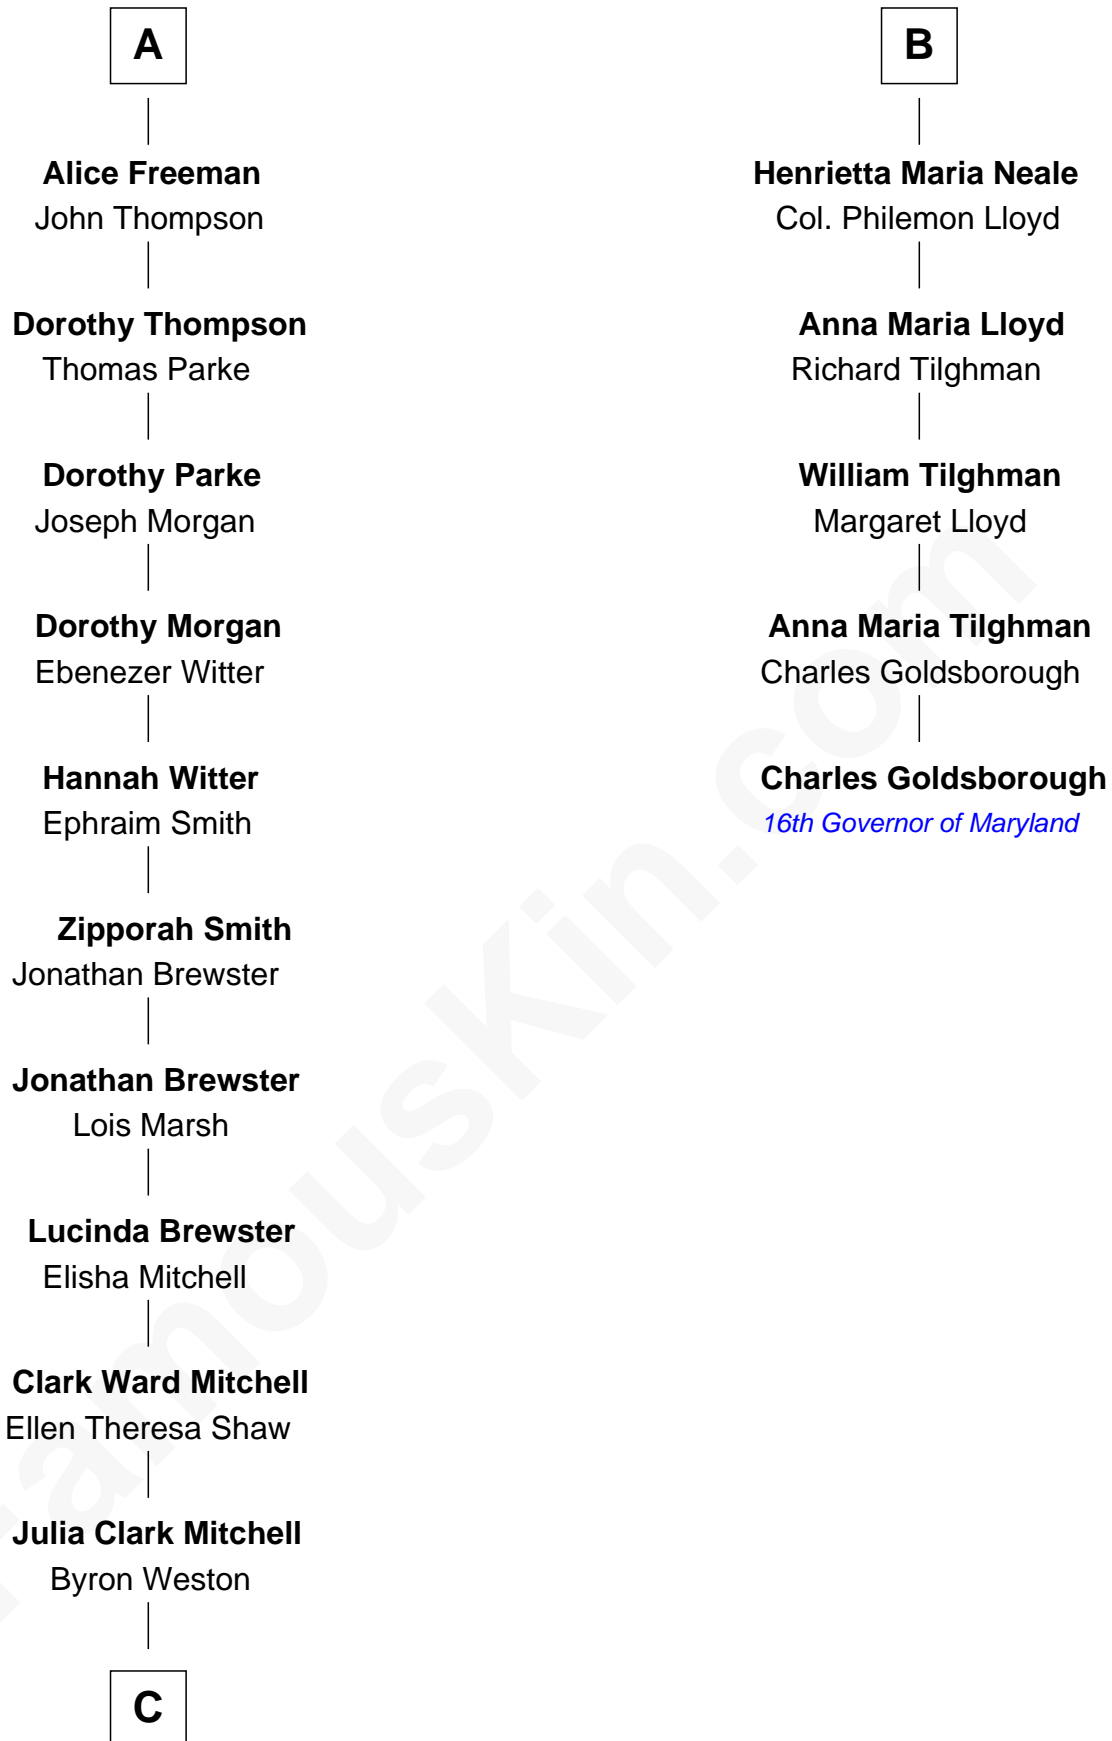 A
Alice Freeman
John Thompson
Dorothy Thompson
Thomas Parke
Dorothy Parke
Joseph Morgan
Dorothy Morgan
Ebenezer Witter
Hannah Witter
Ephraim Smith
Zipporah Smith
Jonathan Brewster
Jonathan Brewster
Lois Marsh
Lucinda Brewster
Elisha Mitchell
Clark Ward Mitchell
Ellen Theresa Shaw
Julia Clark Mitchell
Byron Weston
C
B
Henrietta Maria Neale
Col. Philemon Lloyd
Anna Maria Lloyd
Richard Tilghman
William Tilghman
Margaret Lloyd
Anna Maria Tilghman
Charles Goldsborough
Charles Goldsborough
16th Governor of Maryland
FamousKin.com